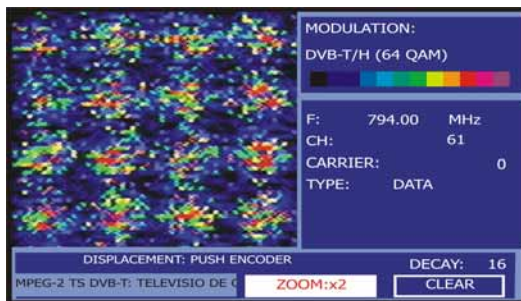 MODULATION:
DVB-T/H (64 QAM)
F: 794.00 MHz
CH: 61
CARRIER: 0
TYPE: DATA
DISPLACEMENT: PUSH ENCODER
DECAY: 16
MPEG-2 TS DVB-T: TELEVISIO DE
ZOOM:x2
CLEAR